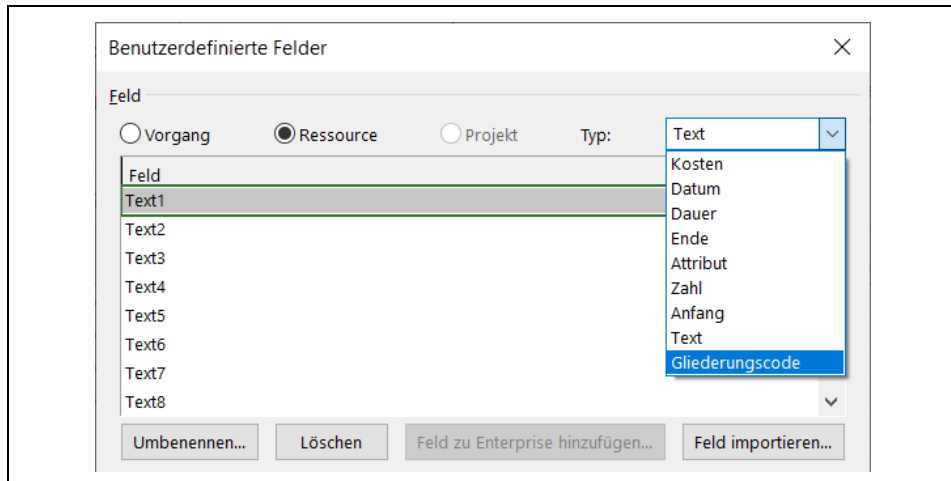 Benutzerdefinierte Felder
Feld
Vorgang Ressource Projekt Typ: Text
Kosten
Datum
Dauer
Ende
Attribut
Zahl
Anfang
Text
Gliederungscode
Feld
Text1
Text2
Text3
Text4
Text5
Text6
Text7
Text8
Umbenennen... Löschen Feld zu Enterprise hinzufügen... Feld importieren...